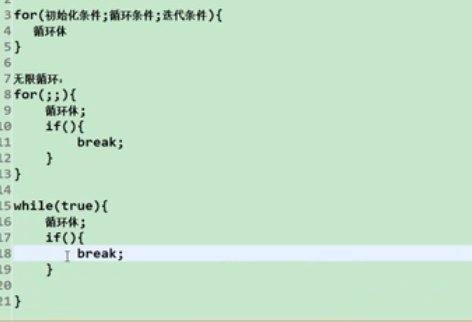 3 for(初始化条件;循环条件;迭代条件){
4 循环体
5 }
6
7 无限循环,
8 for(;;){
9 循环体;
10 if(){
11 break;
12 }
13 }
14
15 while(true){
16 循环体;
17 if(){
18 break;
19 }
20
21 }